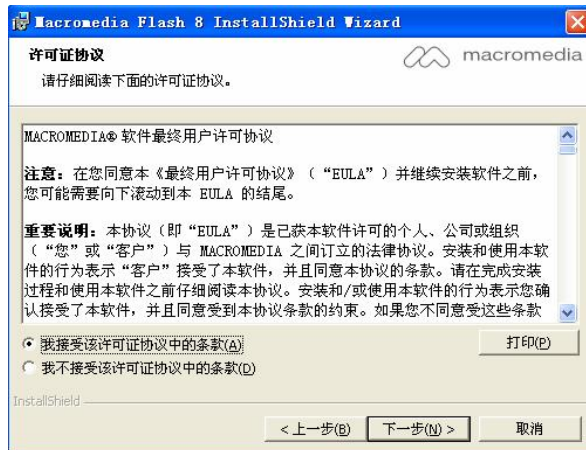 Macromedia Flash 8 InstallShield Wizard
许可证协议
请仔细阅读下面的许可证协议。
macromedia
MACROMEDIA® 软件最终用户许可协议
注意：在您同意本《最终用户许可协议》（“EULA”）并继续安装软件之前，
您可能需要向下滚动到本 EULA 的结尾。
重要说明：本协议（即“EULA”）是已获本软件许可的个人、公司或组织
（“您”或“客户”）与 MACROMEDIA 之间订立的法律协议。安装和使用本软
件的行为表示“客户”接受了本软件，并且同意本协议的条款。请在完成安装
过程和使用本软件之前仔细阅读本协议。安装和/或使用本软件的行为表示您确
认接受了本软件，并且同意受到本协议条款的约束。如果您不同意受这些条款
我接受该许可证协议中的条款(A)
打印(P)
我不接受该许可证协议中的条款(D)
InstallShield
<上一步(B)
下一步(N) >
取消